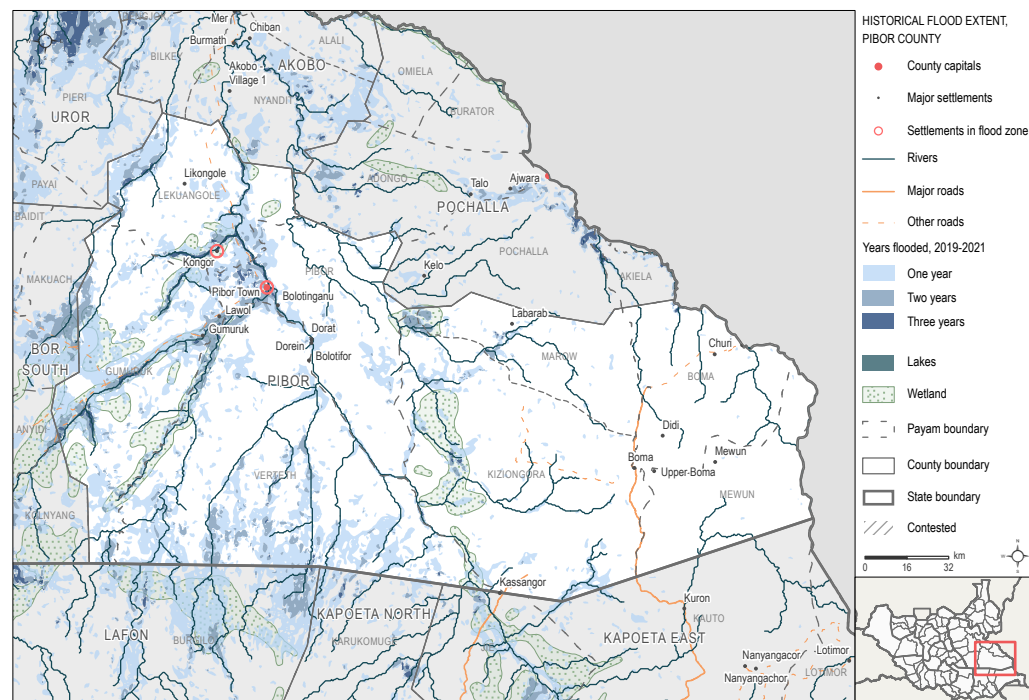 HISTORICAL FLOOD EXTENT,
PIBOR COUNTY
County capitals
Major settlements
Settlements in flood zone
Rivers
Major roads
Other roads
Years flooded, 2019-2021
One year
Two years
Three years
Lakes
Wetland
Payam boundary
County boundary
State boundary
Contested
km
0 16 32
N
W
S
Mer
Chiban
Burmath
ALALI
BILKE
AKOBO
Akobo -
Village 1
OMIELA
PIERI
NYANDIT
UROR
BURATOR
PAYAI
Likongole
LEKUANGOLE
ADONGO
Talo
Ajwara
POCHALLA
BAIDIT
POCHALLA
Kongor
PIBOR
Kelo
AKIELA
MAKUACH
Pibor Town
Bolotinganu
Lawol
Labarab
Gumuruk
Dorat
Dorein
Bolotifor
Churi
BOR
SOUTH
MAROW
GUMURUK
PIBOR
BOMA
ANYIDI
Didi
Boma
Mewun
Upper-Boma
VERTETH
KIZIONGORA
MEWUN
KOLNYANG
Kassangor
Kuron
KAPOETA NORTH
KAUTO
LAFON
KAPOETA EAST
KARUKOMUGE
Lotimor
Nanyangacor
LOTIMOR
Nanyangachor